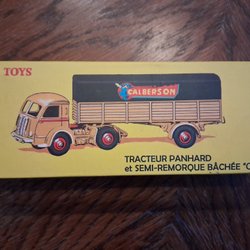 TOYS
CALBERSON
TRACTEUR PANHARD
et SEMI-REMORQUE BÂCHÉE "C